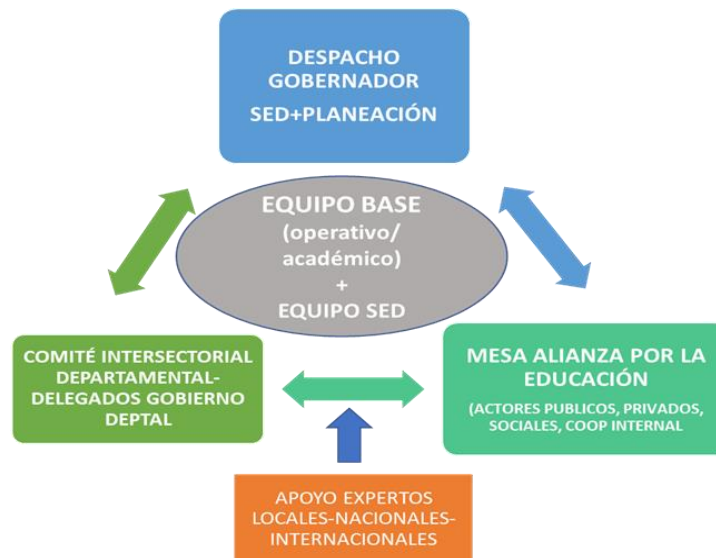 DESPACHO
GOBERNADOR
SED+PLANEACIÓN
EQUIPO BASE
(operativo/
académico)
+
EQUIPO SED
COMITÉ INTERSECTORIAL
DEPARTAMENTAL-
DELEGADOS GOBIERNO
DEPTAL
MESA ALIANZA POR LA
EDUCACIÓN
(ACTORES PUBLICOS, PRIVADOS,
SOCIALES, COOP INTERNAL
APOYO EXPERTOS
LOCALES-NACIONALES-
INTERNACIONALES